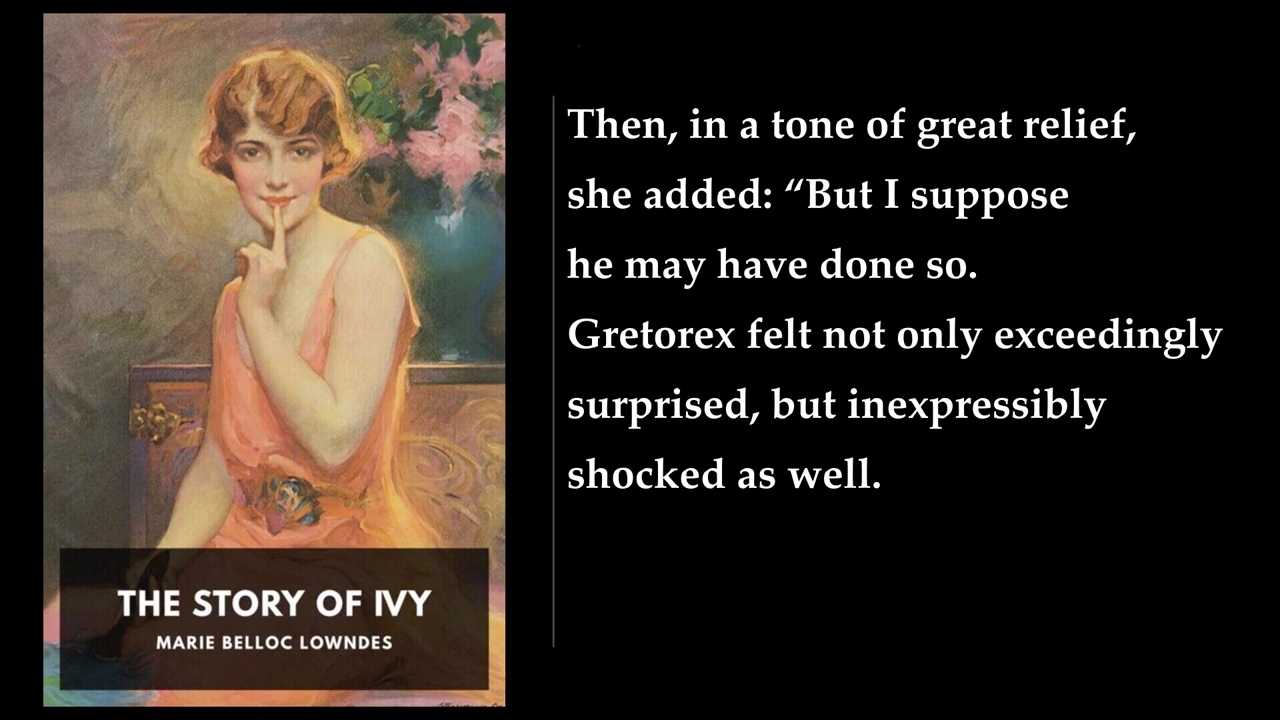 Then, in a tone of great relief,
she added: “But I suppose
he may have done so.
Gretorex felt not only exceedingly
surprised, but inexpressibly
shocked as well.
THE STORY OF IVY
MARIE BELLOC LOWNDES